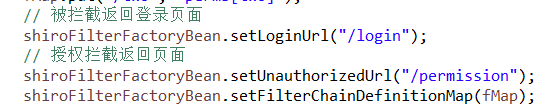 // 被拦截返回登录页面
shiroFilterFactoryBean.setLoginUrl("/login");
// 授权拦截返回页面
shiroFilterFactoryBean.setUnauthorizedUrl("/permission");
shiroFilterFactoryBean.setFilterChainDefinitionMap(fMap);